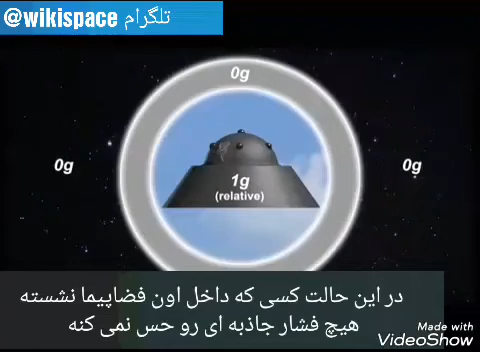 @wikispace تلگرام
0g
0g
0g
1g
(relative)
در این حالت کسی که داخل اون فضاپیما نشسته
هیچ فشار جاذبه ای رو حس نمی کنه
Made with
VideoShow